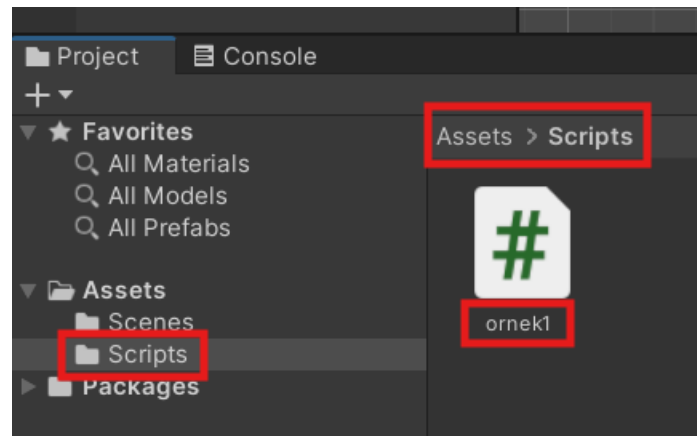 Project
Console
Favorites
All Materials
All Models
All Prefabs
Assets
Scenes
Scripts
Packages
Assets > Scripts
#
ornek1